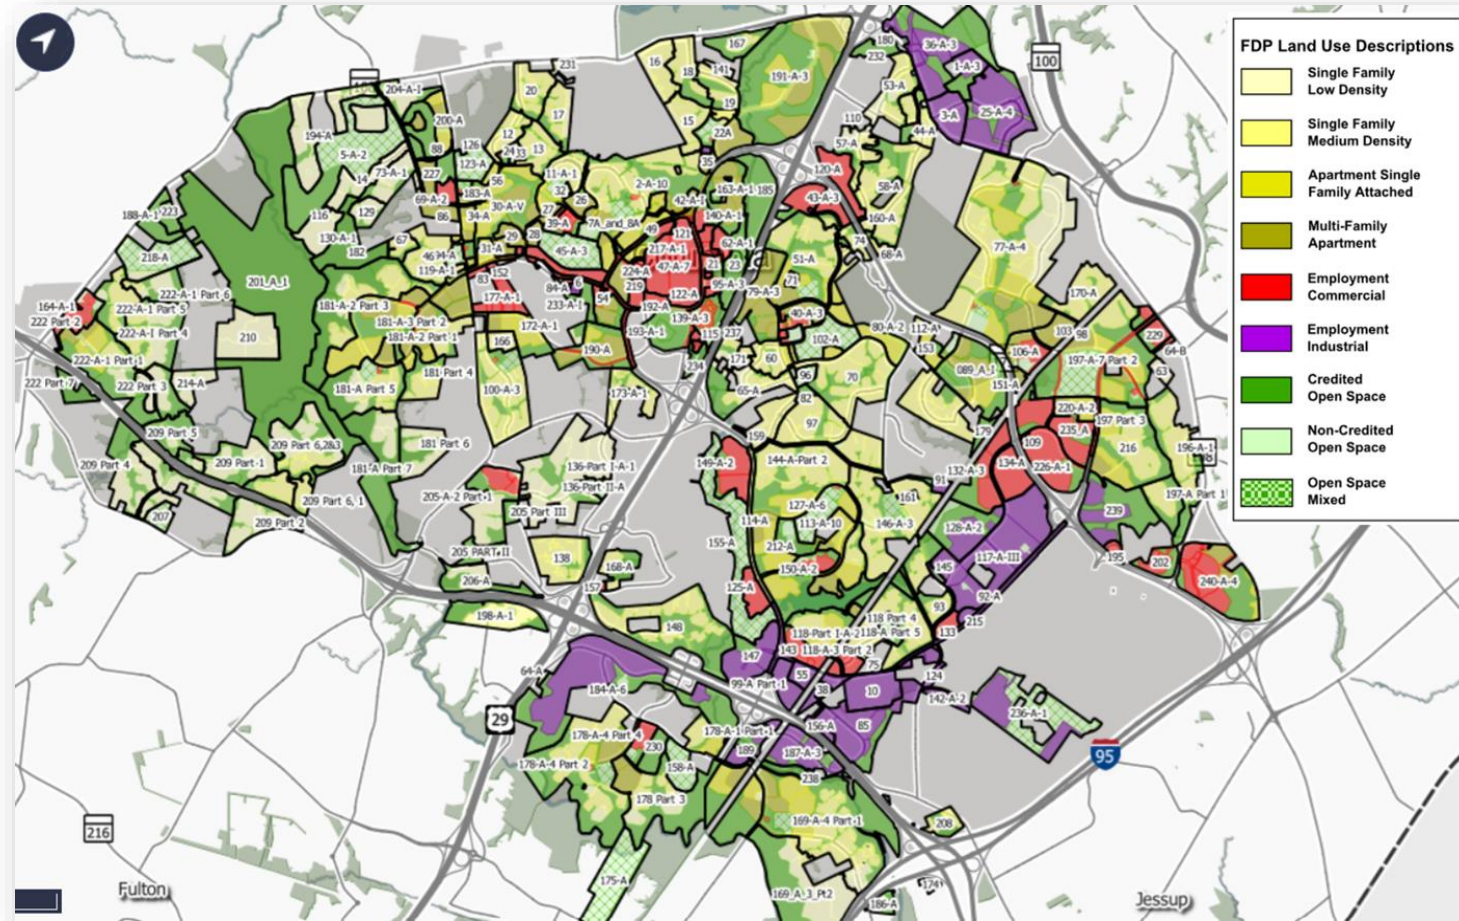 36-A-3
180
167
232
1-A-3
100
16
18
141
191-A-3
231
53-A
204-A-I
20
19
25-A-4
3-A
200-A
17
15
110
44-A
22A
194-A
12
57-A
88
126
24
33
13
5-A-2
35
123-A
120-A
73-A-1
227
11-A-1
56
2-A-10
163-A-1
185
58-A
14
183-A
32
69-A-2
26
42-A-I
43-A-3
188-A-1
223
116
129
30-A-V
27
140-A-1
160-A
86
34-A
39-A
7A_and_8A
49
121
130-A-1
67
29
28
62-A-1
74
77-A-4
182
31-A
45-A-3
217-A-1
68-A
218-A
51-A
119-A-1
152
224-A
47-A-7
21
23
201_A_1
83
84-A
6
219
95-A-3
71
79-A-3
222-A-1 Part 6
177-A-1
54
122-A
170-A
164-A-1
222-A-1 Part 5
181-A-2 Part 3
233-A-I
192-A
40-A-3
222 Part 2
181-A-3 Part 2
172-A-1
193-A-1
139-A-3
80-A-2
112-A
103
98
229
222-A-I Part 4
181-A-2 Part 1
115
237
102-A
210
166
190-A
153
106-A
64-B
222-A-1 Part 1
171
60
197-A-7 Part 2
181 Part 4
234
089_A_I
63
222 Part 7
222 Part 3
214-A
181-A Part 5
100-A-3
173-A-1
65-A
96
70
151-A
82
220-A-2
209 Part 5
97
179
197 Part 3
209 Part 6,2&3
181 Part 6
159
235_A
109
216
196-A-1
209 Part 4
209 Part-1
181-A Part 7
136-Part I-A-1
149-A-2
144-A-Part 2
132-A-3
134-A
226-A-1
136-Part II-A
91
205-A-2 Part 1
161
197-A Part 1
209 Part 6, 1
205 Part III
127-A-6
207
209 Part 2
114-A
113-A-10
146-A-3
128-A-2
239
155-A
212-A
205 PART II
138
117-A-III
195
202
168-A
150-A-2
145
206-A
157
125-A
240-A-4
92-A
93
198-A-1
148
118 Part 4
215
118-Part I-A-2
118-A Part 5
133
143
118-A-3 Part 2
147
75
64-A
55
124
99-A Part 1
184-A-6
38
10
142-A-2
29
236-A-1
178-A-4 Part 4
178-A-1 Part 1
156-A
85
230
189
187-A-3
95
178-A-4 Part 2
158-A
238
178 Part 3
216
169-A-4 Part 1
208
175-A
174
Fulton
169_A_3_Pt2
186-A
Jessup
FDP Land Use Descriptions
Single Family
Low Density
Single Family
Medium Density
Apartment Single
Family Attached
Multi-Family
Apartment
Employment
Commercial
Employment
Industrial
Credited
Open Space
Non-Credited
Open Space
Open Space
Mixed